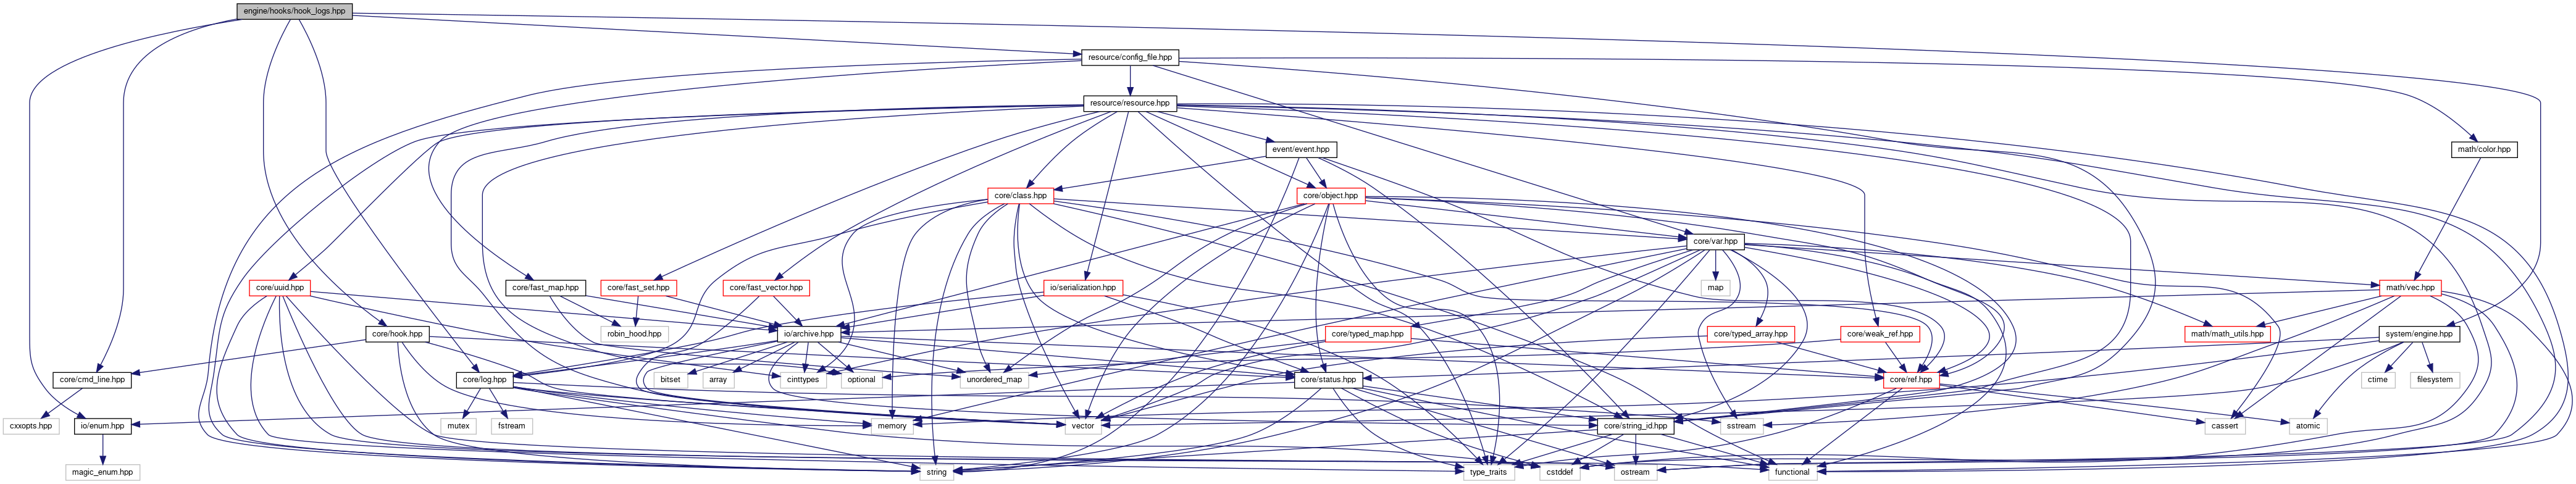 engine/hooks/hook_logs.hpp
resource/config_file.hpp
resource/resource.hpp
event/event.hpp
math/color.hpp
core/class.hpp
core/object.hpp
core/var.hpp
core/uuid.hpp
core/fast_map.hpp
core/fast_set.hpp
core/fast_vector.hpp
io/serialization.hpp
map
math/vec.hpp
core/hook.hpp
robin_hood.hpp
io/archive.hpp
core/typed_map.hpp
core/typed_array.hpp
core/weak_ref.hpp
math/math_utils.hpp
system/engine.hpp
core/cmd_line.hpp
core/log.hpp
bitset
array
cinttypes
optional
unordered_map
core/status.hpp
core/ref.hpp
ctime
filesystem
cxxopts.hpp
io/enum.hpp
mutex
fstream
memory
vector
core/string_id.hpp
sstream
cassert
atomic
magic_enum.hpp
string
type_traits
cstddef
ostream
functional